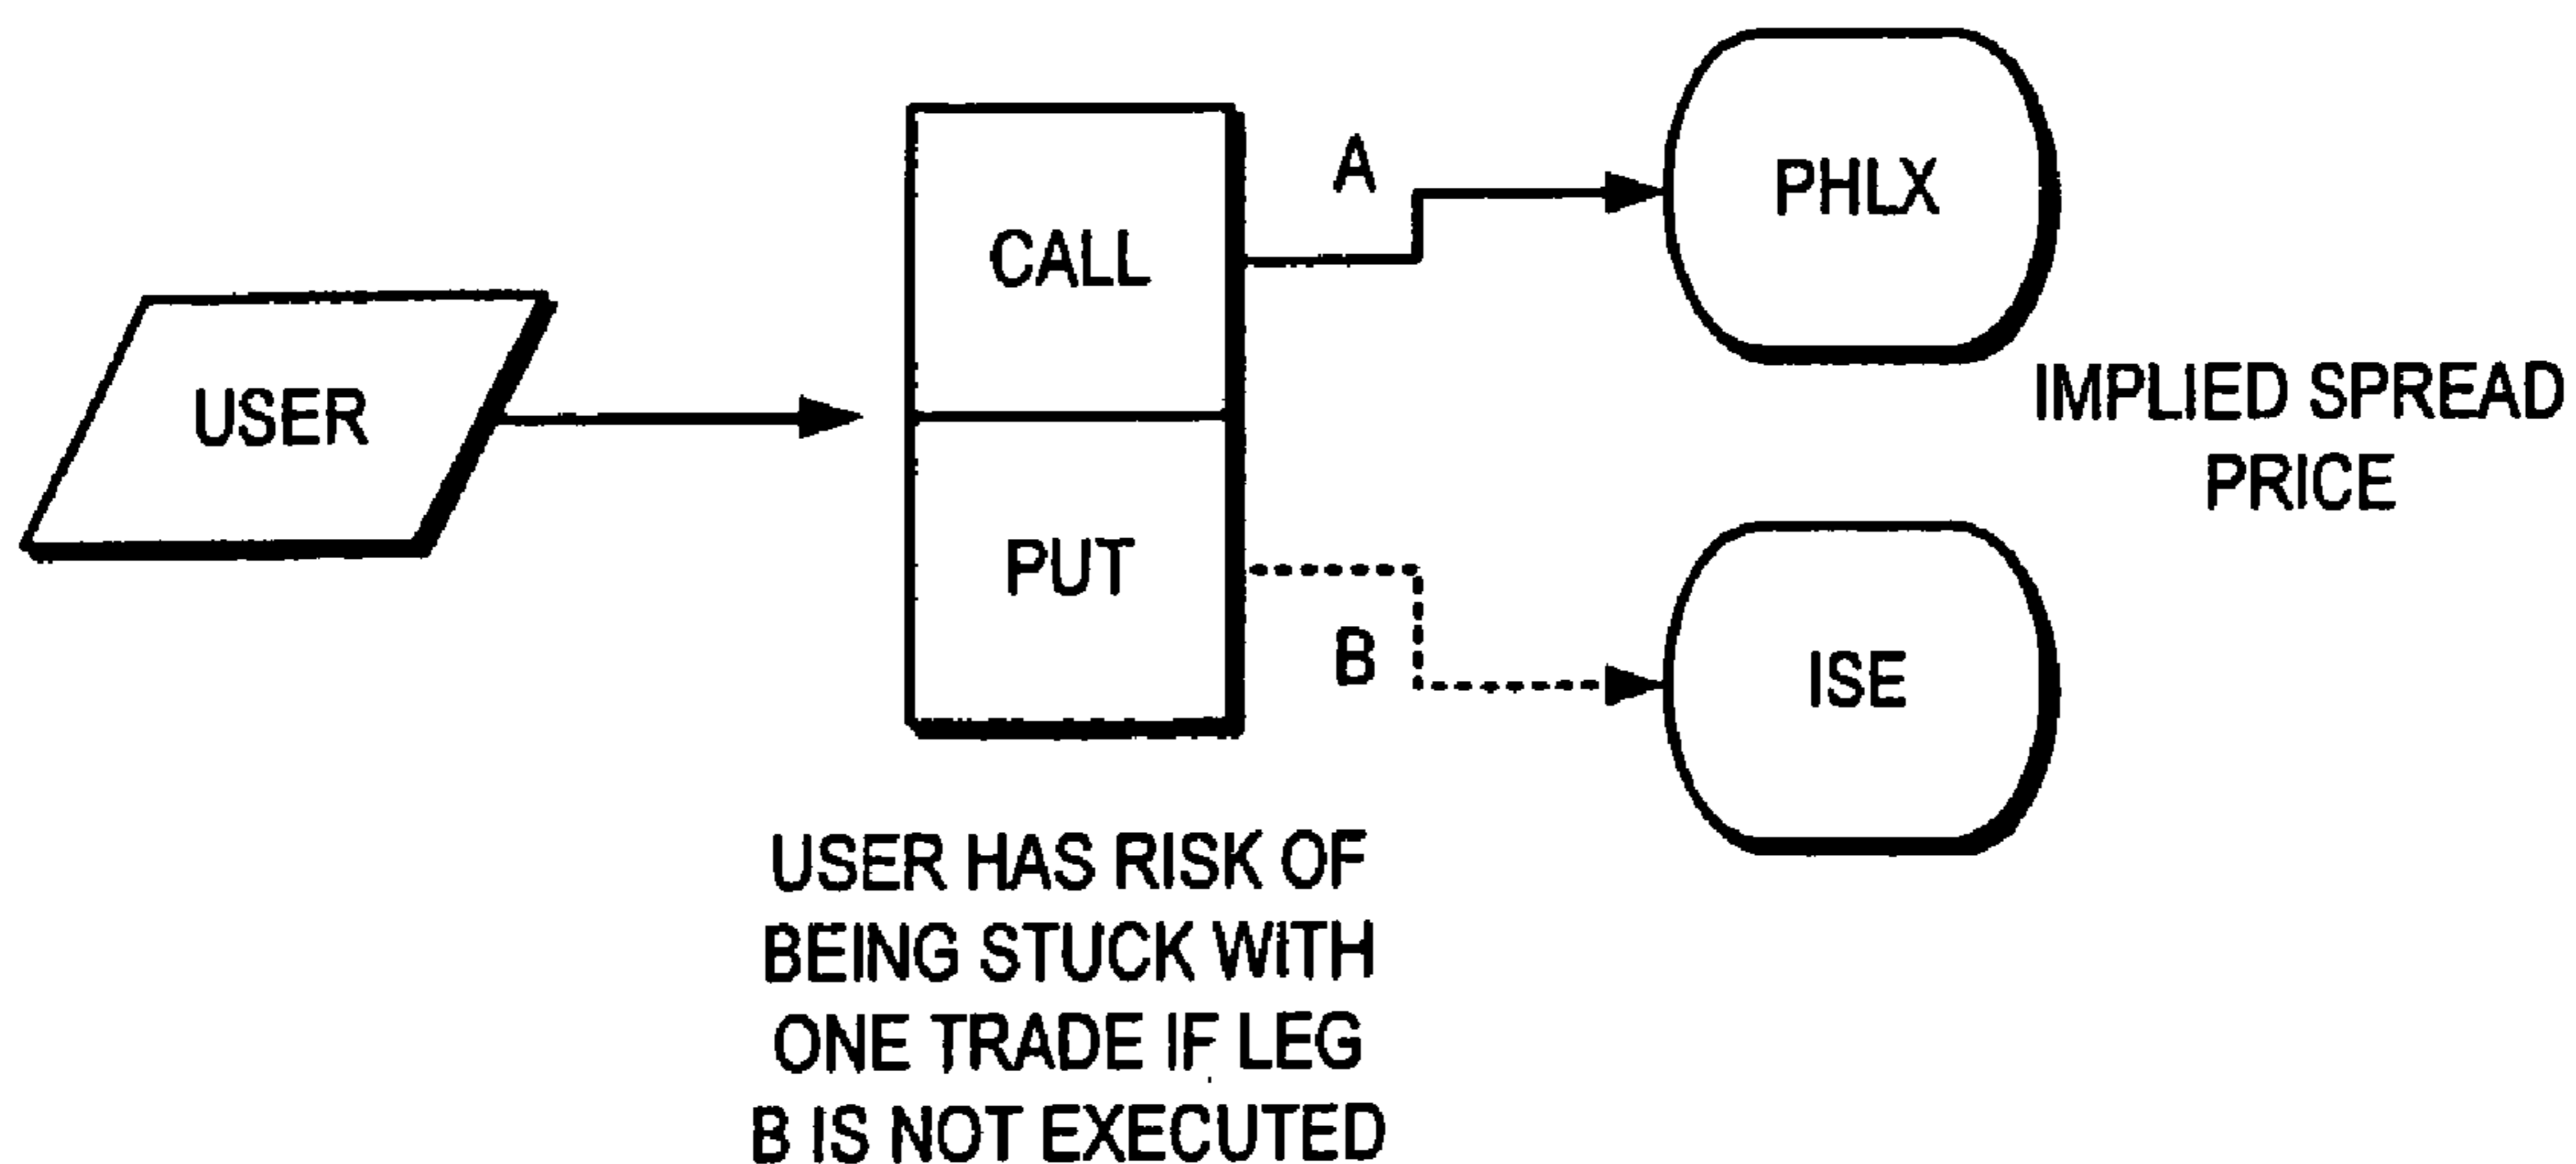 USER
CALL
PUT
A
B
PHLX
IMPLIED SPREAD
PRICE
ISE
USER HAS RISK OF
BEING STUCK WITH
ONE TRADE IF LEG
B IS NOT EXECUTED